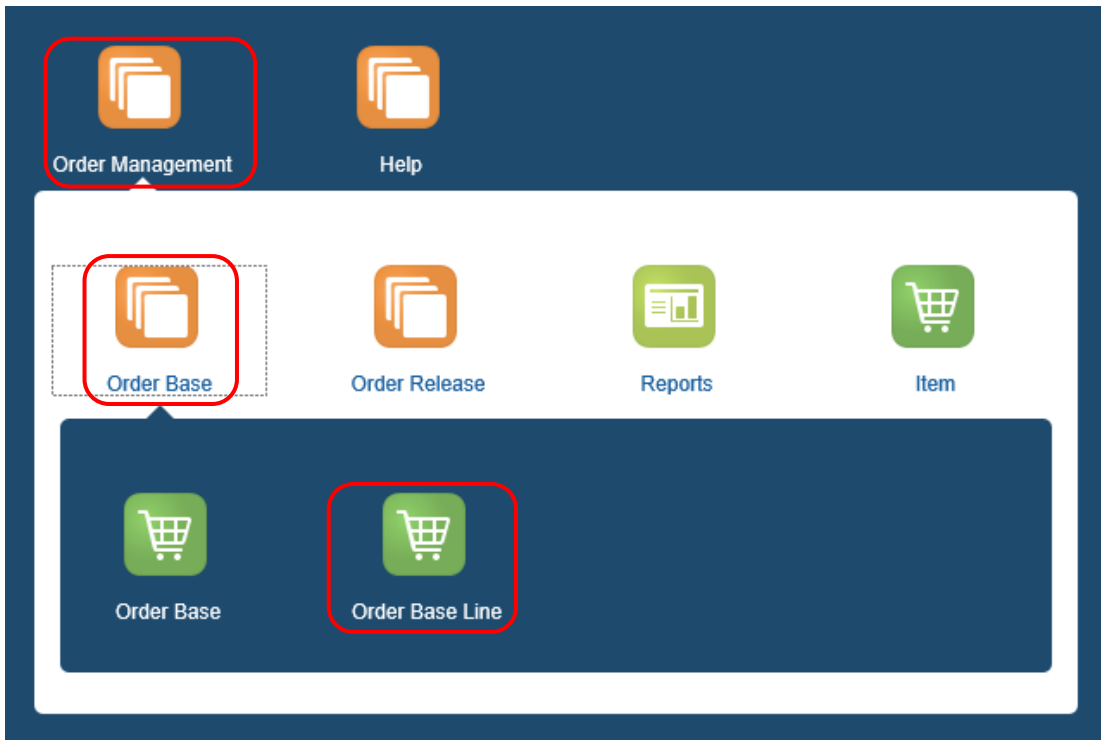 Order Management
Help
Order Base
Order Release
Reports
Item
Order Base
Order Base Line